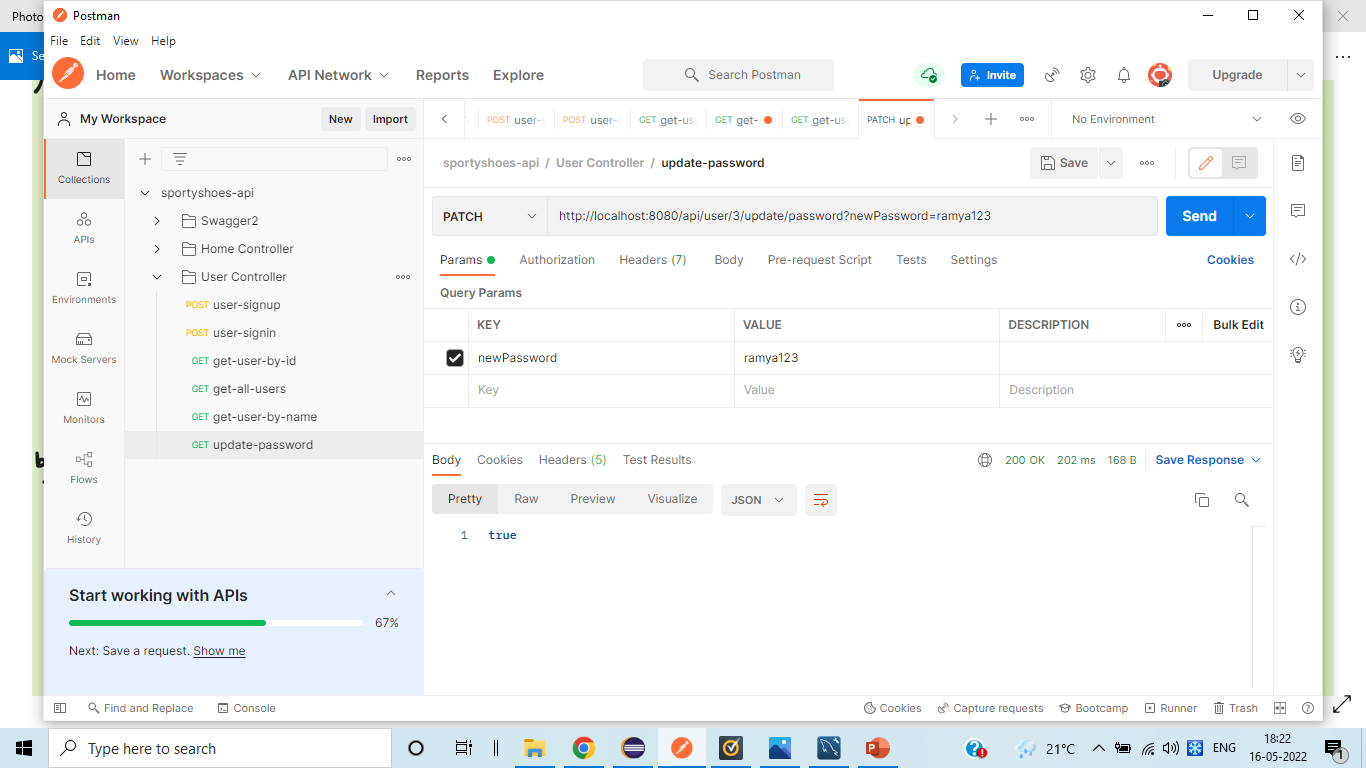 Photo
Postman
File Edit View Help
Home Workspaces API Network Reports Explore
Search Postman
Invite
Upgrade
My Workspace
New Import
POST user-
POST user-
GET get-us
GET get-
GET get-us
PATCH up
No Environment
Collections
APIs
Environments
Mock Servers
Monitors
Flows
History
sportyshoes-api
Swagger2
Home Controller
User Controller
POST user-signup
POST user-signin
GET get-user-by-id
GET get-all-users
GET get-user-by-name
GET update-password
sportyshoes-api / User Controller / update-password
Save
PATCH
http://localhost:8080/api/user/3/update/password?newPassword=ramya123
Send
Params Authorization Headers (7) Body Pre-request Script Tests Settings
Cookies
Query Params
KEY VALUE DESCRIPTION
Bulk Edit
newPassword ramya123
Key Value Description
Body Cookies Headers (5) Test Results
200 OK 202 ms 168 B
Save Response
Pretty Raw Preview Visualize
JSON
1 true
Start working with APIs
67%
Next: Save a request. Show me
Find and Replace
Console
Cookies Capture requests Bootcamp Runner Trash
Type here to search
21°C
ENG
18:22
16-05-2022
1